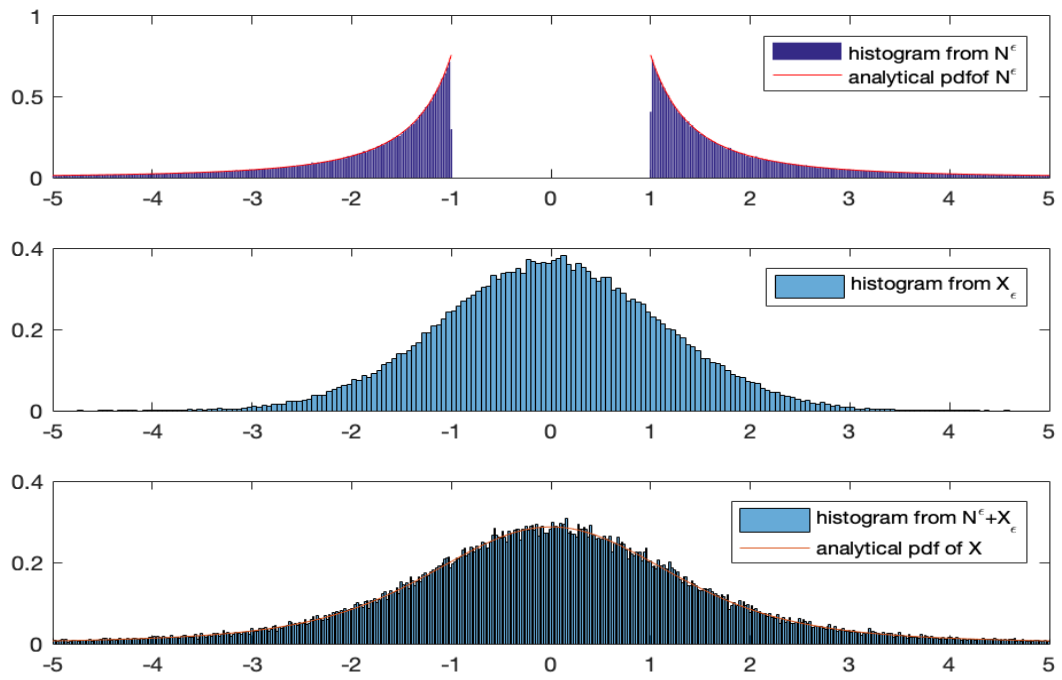 1
0.5
0
histogram from N^ϵ
analytical pdfof N^ϵ
-5 -4 -3 -2 -1 0 1 2 3 4 5
0.4
0.2
0
histogram from X_ϵ
-5 -4 -3 -2 -1 0 1 2 3 4 5
0.4
0.2
0
histogram from N^ϵ+X_ϵ
analytical pdf of X
-5 -4 -3 -2 -1 0 1 2 3 4 5